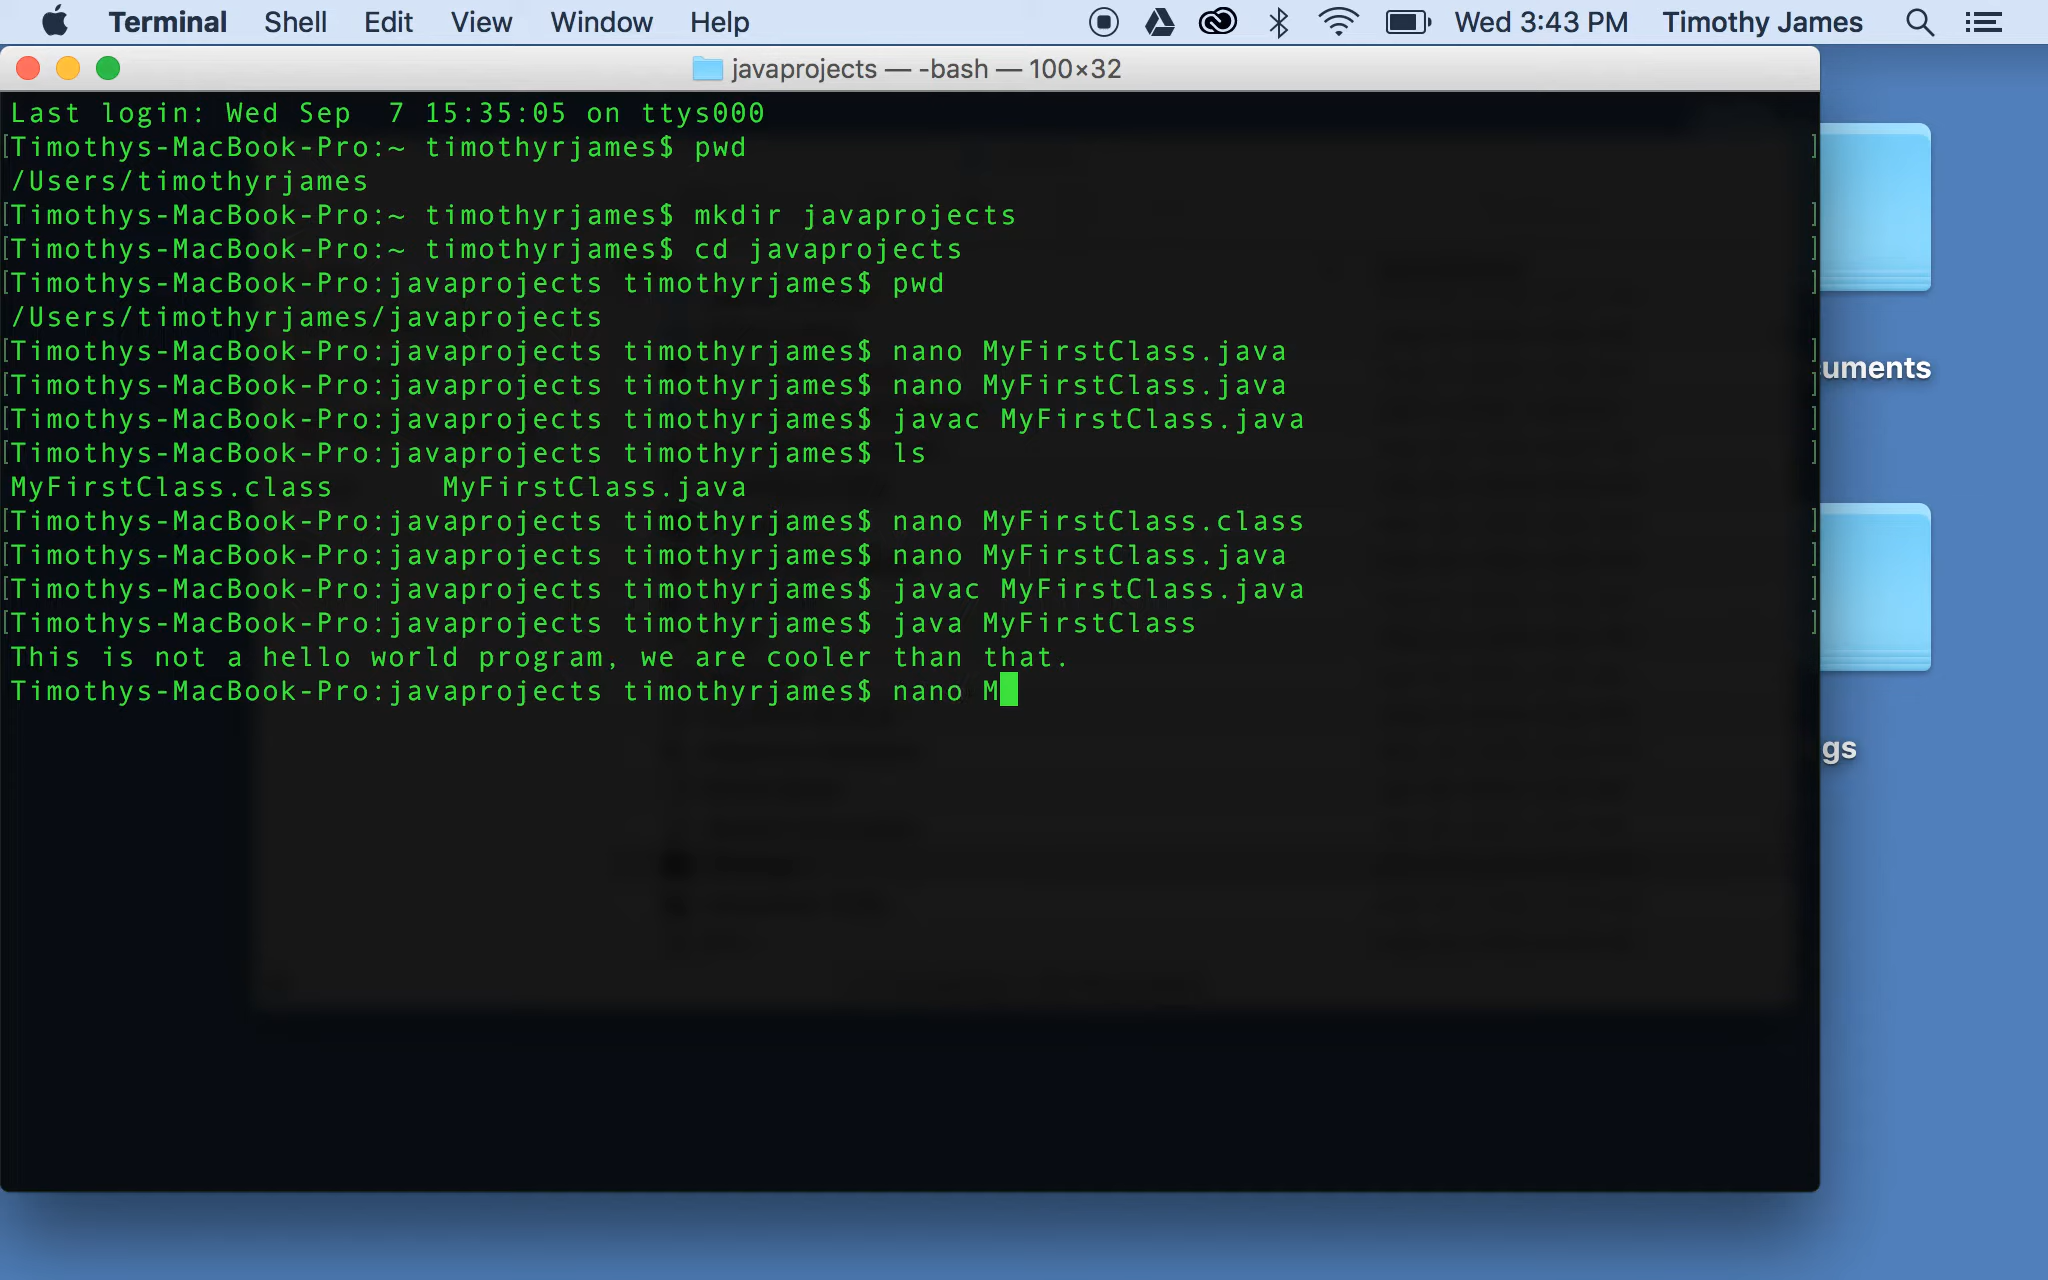 Terminal Shell Edit View Window Help Wed 3:43 PM Timothy James
javaprojects — -bash — 100×32
Last login: Wed Sep  7 15:35:05 on ttys000
[Timothys-MacBook-Pro:~ timothyrjames$ pwd ]
/Users/timothyrjames
[Timothys-MacBook-Pro:~ timothyrjames$ mkdir javaprojects ]
[Timothys-MacBook-Pro:~ timothyrjames$ cd javaprojects ]
[Timothys-MacBook-Pro:javaprojects timothyrjames$ pwd ]
/Users/timothyrjames/javaprojects
[Timothys-MacBook-Pro:javaprojects timothyrjames$ nano MyFirstClass.java ]
[Timothys-MacBook-Pro:javaprojects timothyrjames$ nano MyFirstClass.java ]
[Timothys-MacBook-Pro:javaprojects timothyrjames$ javac MyFirstClass.java ]
[Timothys-MacBook-Pro:javaprojects timothyrjames$ ls ]
MyFirstClass.class      MyFirstClass.java
[Timothys-MacBook-Pro:javaprojects timothyrjames$ nano MyFirstClass.class ]
[Timothys-MacBook-Pro:javaprojects timothyrjames$ nano MyFirstClass.java ]
[Timothys-MacBook-Pro:javaprojects timothyrjames$ javac MyFirstClass.java ]
[Timothys-MacBook-Pro:javaprojects timothyrjames$ java MyFirstClass ]
This is not a hello world program, we are cooler than that.
Timothys-MacBook-Pro:javaprojects timothyrjames$ nano M
uments
gs